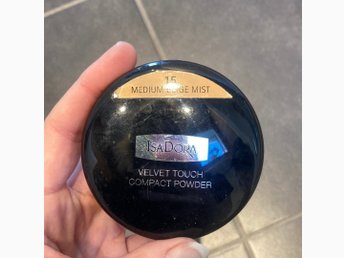 15
MEDIUM BEIGE MIST
ISADORA
VELVET TOUCH
COMPACT POWDER